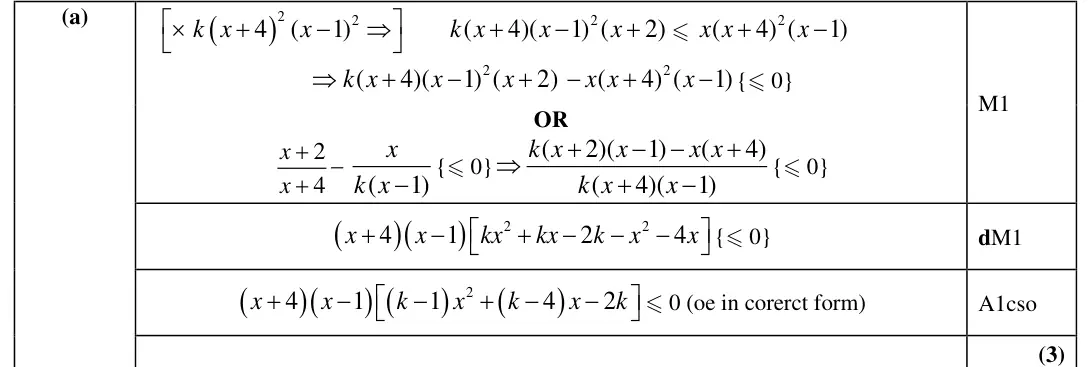 (a)
[× k(x+4)²(x−1)² ⇒] k(x+4)(x−1)²(x+2) ⩽ x(x+4)²(x−1)
⇒ k(x+4)(x−1)²(x+2) − x(x+4)²(x−1) {⩽ 0}
M1
OR
(x+2)/(x+4) − x/(k(x−1)) {⩽ 0} ⇒ (k(x+2)(x−1) − x(x+4))/(k(x+4)(x−1)) {⩽ 0}
(x+4)(x−1)[kx² + kx − 2k − x² − 4x] {⩽ 0} dM1
(x+4)(x−1)[(k−1)x² + (k−4)x − 2k] ⩽ 0 (oe in corerct form) A1cso
(3)